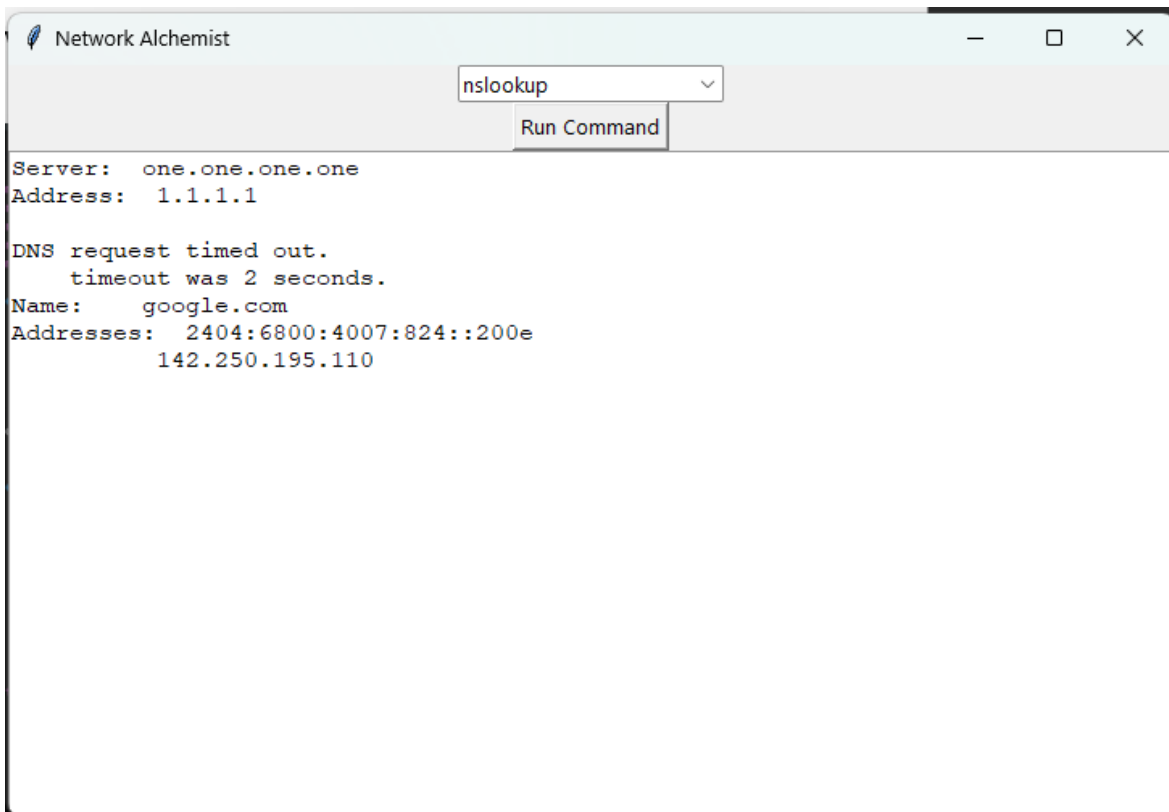 Network Alchemist
nslookup
Run Command
Server:  one.one.one.one
Address:  1.1.1.1

DNS request timed out.
    timeout was 2 seconds.
Name:    google.com
Addresses:  2404:6800:4007:824::200e
          142.250.195.110